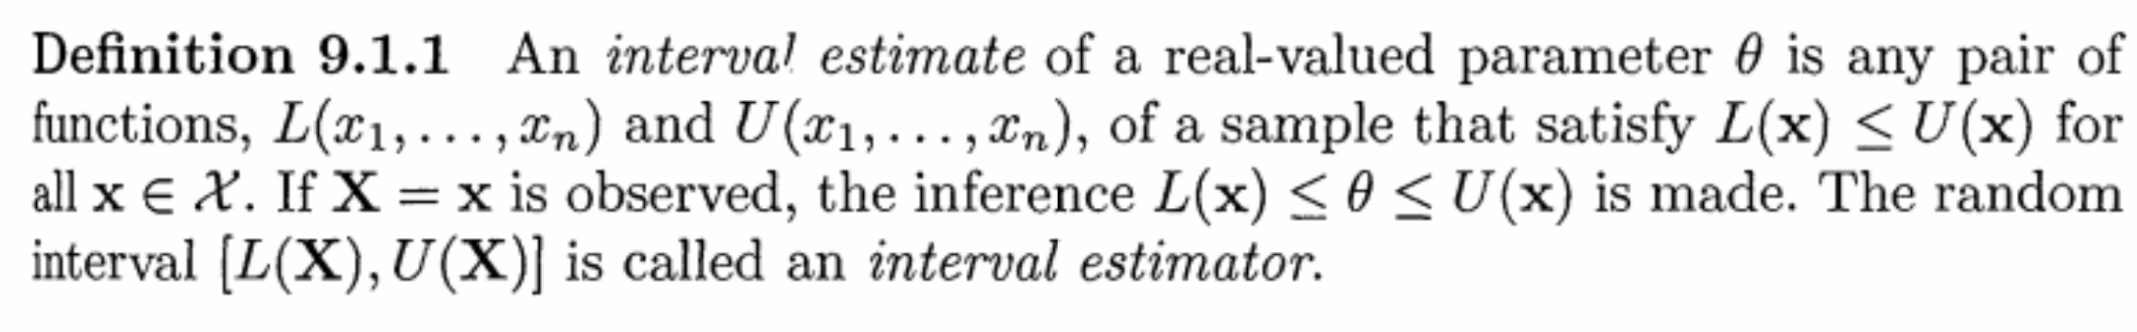 Definition 9.1.1 An interval estimate of a real-valued parameter θ is any pair of
functions, L(x₁, . . . , xₙ) and U(x₁, . . . , xₙ), of a sample that satisfy L(x) ≤ U(x) for
all x ∈ 𝒳. If X = x is observed, the inference L(x) ≤ θ ≤ U(x) is made. The random
interval [L(X), U(X)] is called an interval estimator.